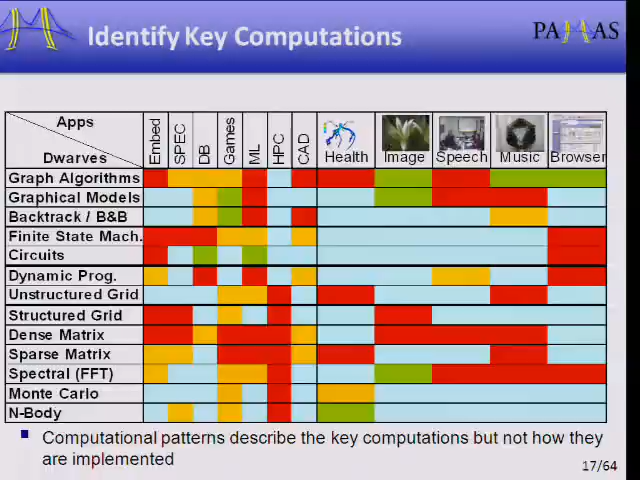 Identify Key Computations
PA AS
Apps
Dwarves
Embed
SPEC
DB
Games
ML
HPC
CAD
Health
Image
Speech
Music
Browser
Graph Algorithms
Graphical Models
Backtrack / B&B
Finite State Mach.
Circuits
Dynamic Prog.
Unstructured Grid
Structured Grid
Dense Matrix
Sparse Matrix
Spectral (FFT)
Monte Carlo
N-Body
Computational patterns describe the key computations but not how they
are implemented
17/64